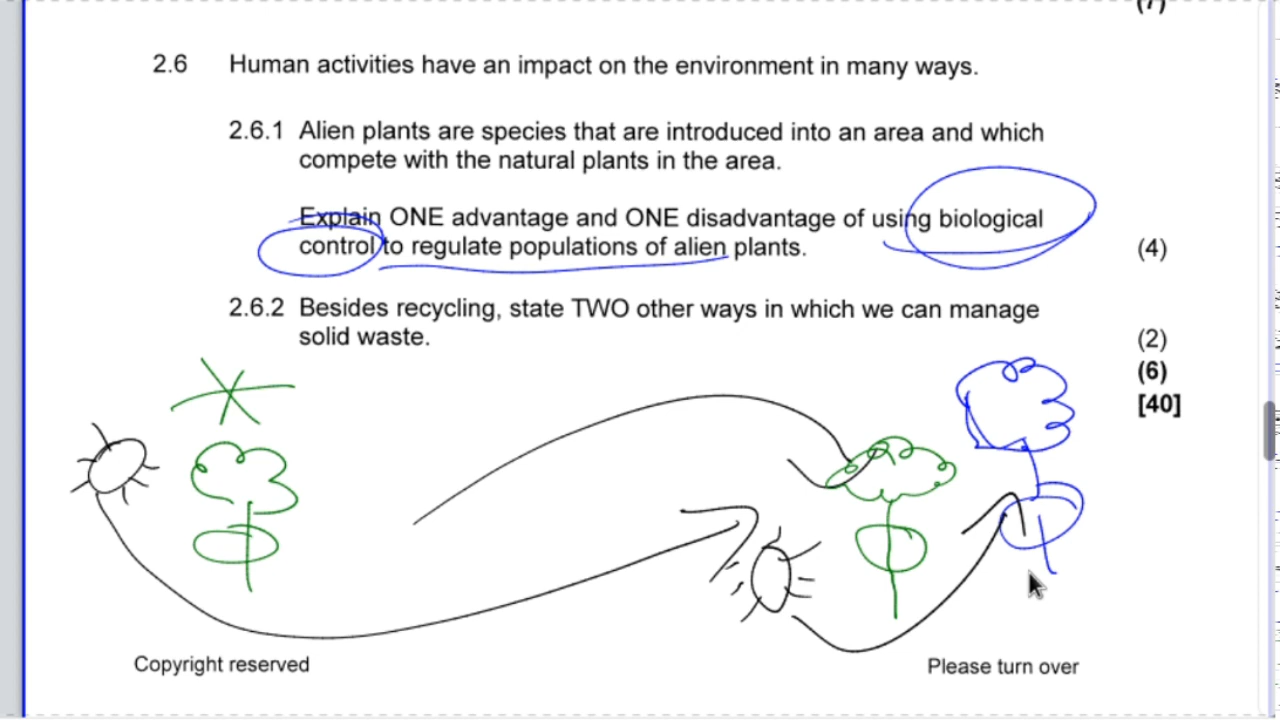 (7)
2.6 Human activities have an impact on the environment in many ways.
2.6.1 Alien plants are species that are introduced into an area and which
compete with the natural plants in the area.
Explain ONE advantage and ONE disadvantage of using biological
control to regulate populations of alien plants. (4)
2.6.2 Besides recycling, state TWO other ways in which we can manage
solid waste. (2)
(6)
[40]
Copyright reserved Please turn over